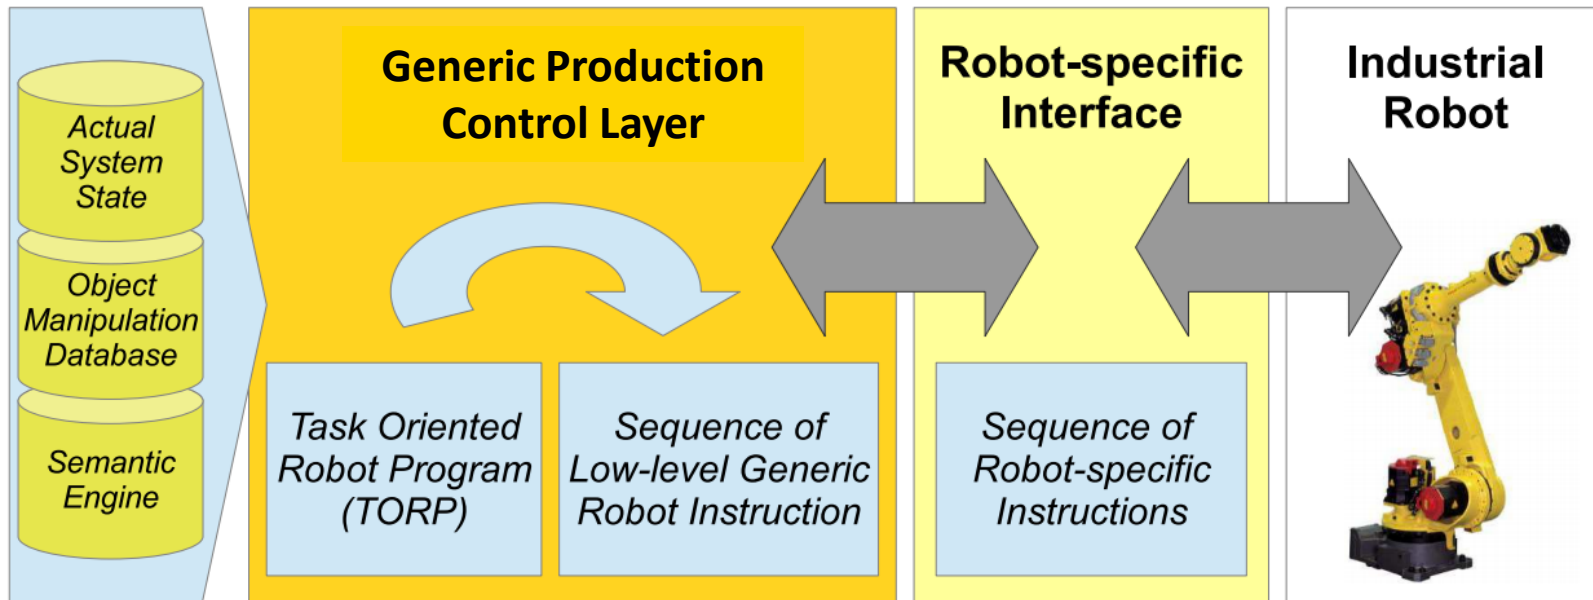 Actual
System
State
Object
Manipulation
Database
Semantic
Engine
Generic Production
Control Layer
Task Oriented
Robot Program
(TORP)
Sequence of
Low-level Generic
Robot Instruction
Robot-specific
Interface
Sequence of
Robot-specific
Instructions
Industrial
Robot